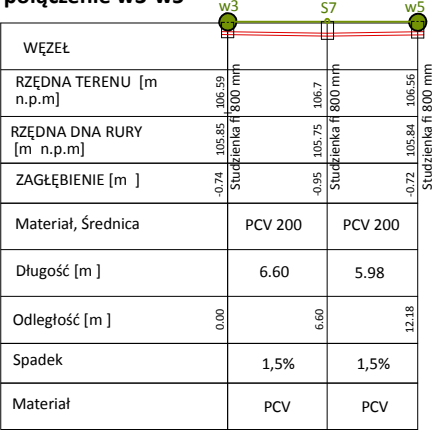 połączenie w3-w5
w3 S7 w5
WĘZEŁ
RZĘDNA TERENU [m n.p.m] 106.59 106.7 106.56
RZĘDNA DNA RURY [m n.p.m] 105.85 105.75 105.84
ZAGŁĘBIENIE [m ] -0.74 -0.95 -0.72
Studzienka fi 800 mm Studzienka fi 800 mm Studzienka fi 800 mm
Materiał, Średnica PCV 200 PCV 200
Długość [m ] 6.60 5.98
Odległość [m ] 0.00 6.60 12.18
Spadek 1,5% 1,5%
Materiał PCV PCV